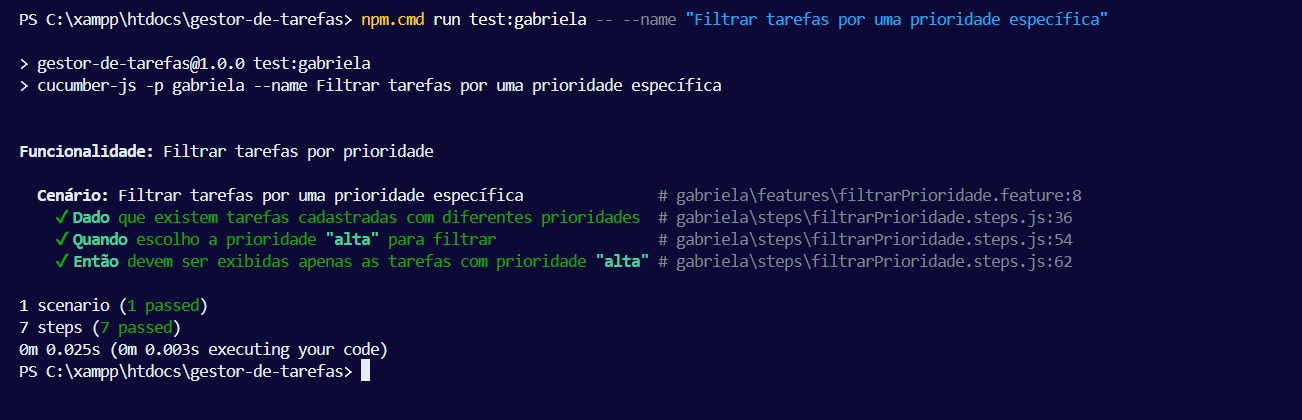 PS C:\xampp\htdocs\gestor-de-tarefas> npm.cmd run test:gabriela -- --name "Filtrar tarefas por uma prioridade específica"
> gestor-de-tarefas@1.0.0 test:gabriela
> cucumber-js -p gabriela --name Filtrar tarefas por uma prioridade específica
Funcionalidade: Filtrar tarefas por prioridade
Cenário: Filtrar tarefas por uma prioridade específica # gabriela\features\filtrarPrioridade.feature:8
✓ Dado que existem tarefas cadastradas com diferentes prioridades # gabriela\steps\filtrarPrioridade.steps.js:36
✓ Quando escolho a prioridade "alta" para filtrar # gabriela\steps\filtrarPrioridade.steps.js:54
✓ Então devem ser exibidas apenas as tarefas com prioridade "alta" # gabriela\steps\filtrarPrioridade.steps.js:62
1 scenario (1 passed)
7 steps (7 passed)
0m 0.025s (0m 0.003s executing your code)
PS C:\xampp\htdocs\gestor-de-tarefas>